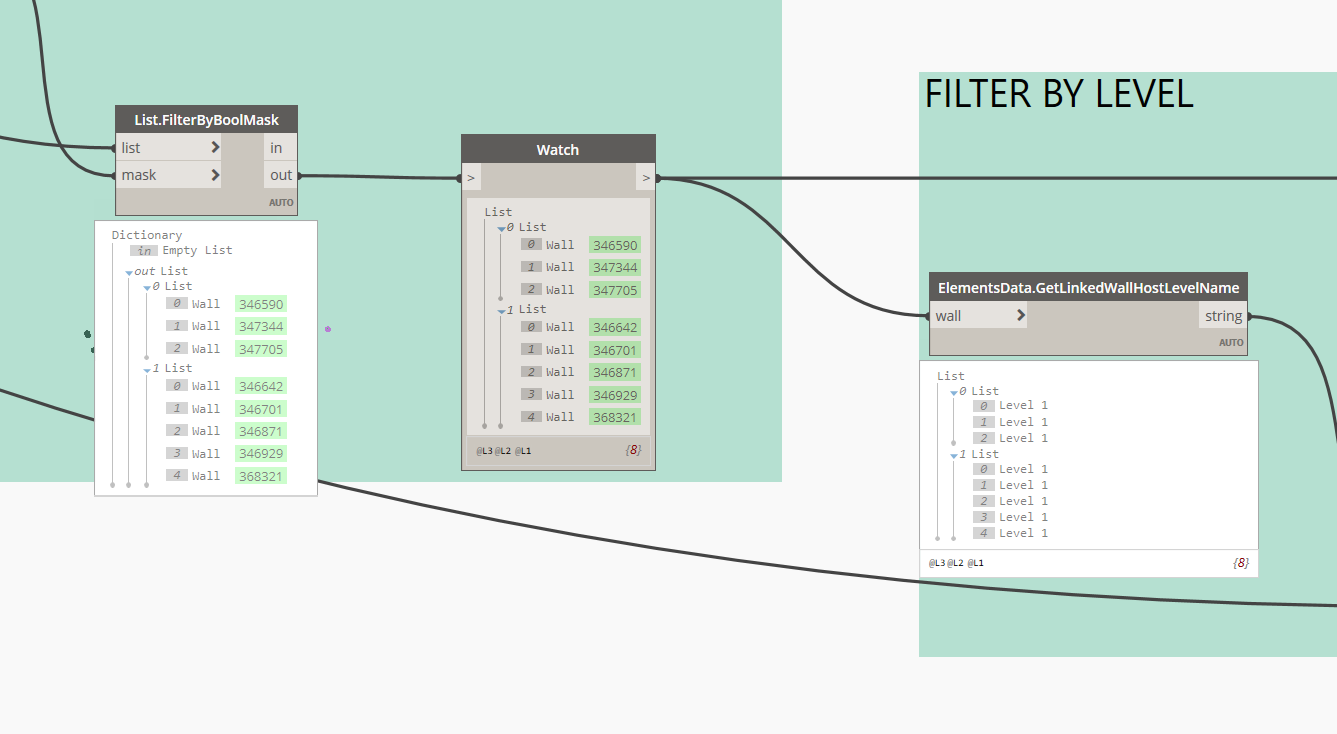 FILTER BY LEVEL
List.FilterByBoolMask
list > in
mask > out
AUTO
Dictionary
in Empty List
out List
0 List
0 Wall 346590
1 Wall 347344
2 Wall 347705
1 List
0 Wall 346642
1 Wall 346701
2 Wall 346871
3 Wall 346929
4 Wall 368321
Watch
> >
List
0 List
0 Wall 346590
1 Wall 347344
2 Wall 347705
1 List
0 Wall 346642
1 Wall 346701
2 Wall 346871
3 Wall 346929
4 Wall 368321
@L3 @L2 @L1 {8}
ElementsData.GetLinkedWallHostLevelName
wall > string
AUTO
List
0 List
0 Level 1
1 Level 1
2 Level 1
1 List
0 Level 1
1 Level 1
2 Level 1
3 Level 1
4 Level 1
@L3 @L2 @L1 {8}